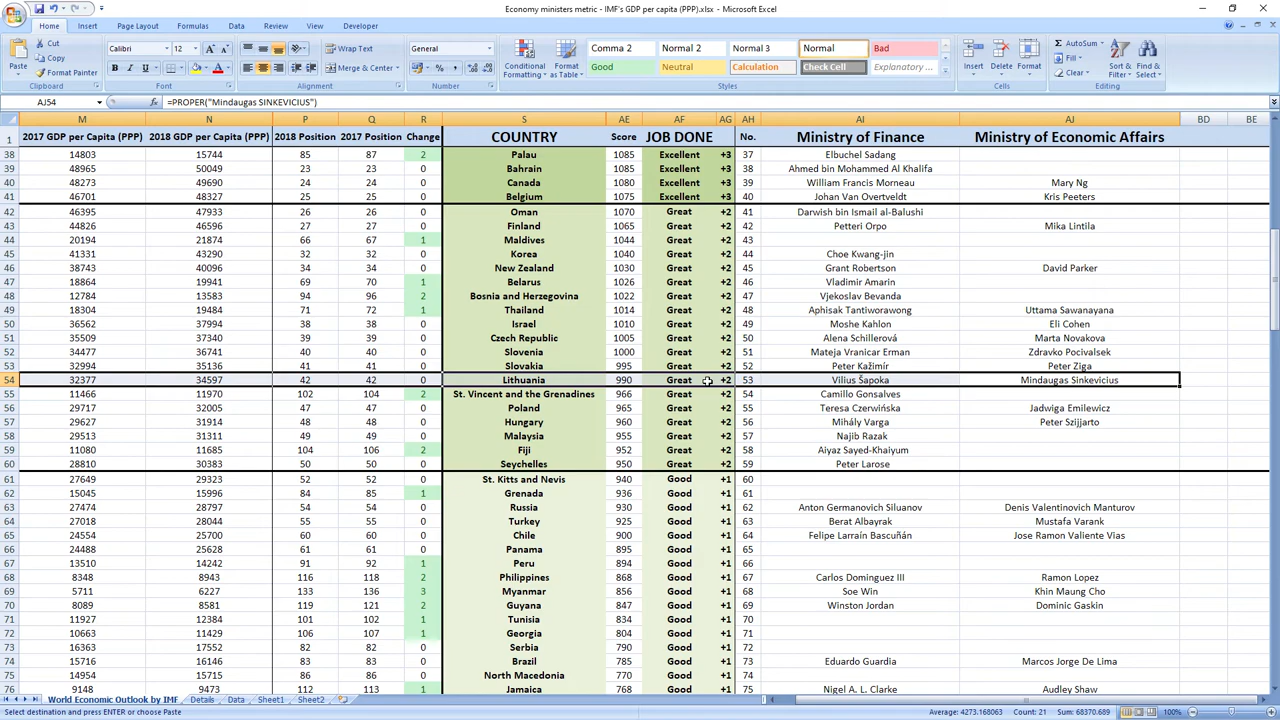 Economy ministers metric - IMF's GDP per capita (PPP).xlsx - Microsoft Excel
Home Insert Page Layout Formulas Data Review View Developer
Cut Calibri 12 Wrap Text General Comma 2 Normal 2 Normal 3 Normal Bad AutoSum
Copy Fill
Paste Format Painter Merge & Center Conditional Formatting Format as Table Good Neutral Calculation Check Cell Explanatory ... Insert Delete Format Clear Sort & Filter Find & Select
Clipboard Font Alignment Number Styles Cells Editing
AJ54 =PROPER("Mindaugas SINKEVICIUS")
M N P Q R S AE AF AG AH AI AJ BD BE
1 2017 GDP per Capita (PPP) 2018 GDP per Capita (PPP) 2018 Position 2017 Position Change COUNTRY Score JOB DONE No. Ministry of Finance Ministry of Economic Affairs
38 14803 15744 85 87 2 Palau 1085 Excellent +3 37 Elbuchel Sadang
39 48965 50049 23 23 0 Bahrain 1085 Excellent +3 38 Ahmed bin Mohammed Al Khalifa
40 48273 49690 24 24 0 Canada 1080 Excellent +3 39 William Francis Morneau Mary Ng
41 46701 48327 25 25 0 Belgium 1075 Excellent +3 40 Johan Van Overtveldt Kris Peeters
42 46395 47933 26 26 0 Oman 1070 Great +2 41 Darwish bin Ismail al-Balushi
43 44826 46595 27 27 0 Finland 1065 Great +2 42 Petteri Orpo Mika Lintila
44 20194 21874 66 67 1 Maldives 1044 Great +2 43
45 41331 43290 32 32 0 Korea 1040 Great +2 44 Choe Kwang-jin
46 38743 40096 34 34 0 New Zealand 1030 Great +2 45 Grant Robertson David Parker
47 18864 19941 69 70 1 Belarus 1026 Great +2 46 Vladimir Amarin
48 12784 13583 94 96 2 Bosnia and Herzegovina 1022 Great +2 47 Vjekoslav Bevanda
49 18304 19484 71 72 1 Thailand 1014 Great +2 48 Aphisak Tantiworawong Uttama Sawanayana
50 36562 37994 38 38 0 Israel 1010 Great +2 49 Moshe Kahlon Eli Cohen
51 35509 37340 39 39 0 Czech Republic 1005 Great +2 50 Alena Schillerová Marta Novakova
52 34477 36741 40 40 0 Slovenia 1000 Great +2 51 Mateja Vranicar Erman Zdravko Pocivalsek
53 32994 35136 41 41 0 Slovakia 995 Great +2 52 Peter Kažimír Peter Ziga
54 32377 34597 42 42 0 Lithuania 990 Great +2 53 Vilius Šapoka Mindaugas Sinkevicius
55 11466 11970 102 104 2 St. Vincent and the Grenadines 966 Great +2 54 Camillo Gonsalves
56 29717 32005 47 47 0 Poland 965 Great +2 55 Teresa Czerwińska Jadwiga Emilewicz
57 29627 31914 48 48 0 Hungary 960 Great +2 56 Mihály Varga Peter Szijjarto
58 29513 31311 49 49 0 Malaysia 955 Great +2 57 Najib Razak
59 11080 11685 104 106 2 Fiji 952 Great +2 58 Aiyaz Sayed-Khaiyum
60 28810 30383 50 50 0 Seychelles 950 Great +2 59 Peter Larose
61 27649 29323 52 52 0 St. Kitts and Nevis 940 Good +1 60
62 15045 15996 84 85 1 Grenada 936 Good +1 61
63 27474 28797 54 54 0 Russia 930 Good +1 62 Anton Germanovich Siluanov Denis Valentinovich Manturov
64 27018 28044 55 55 0 Turkey 925 Good +1 63 Berat Albayrak Mustafa Varank
65 24554 25700 60 60 0 Chile 900 Good +1 64 Felipe Larraín Bascuñán Jose Ramon Valiente Vias
66 24488 25628 61 61 0 Panama 895 Good +1 65
67 13510 14242 91 92 1 Peru 894 Good +1 66
68 8348 8943 116 118 2 Philippines 868 Good +1 67 Carlos Dominguez III Ramon Lopez
69 5711 6227 133 136 3 Myanmar 856 Good +1 68 Soe Win Khin Maung Cho
70 8089 8581 119 121 2 Guyana 847 Good +1 69 Winston Jordan Dominic Gaskin
71 11927 12384 101 102 1 Tunisia 834 Good +1 70
72 10663 11429 106 107 1 Georgia 804 Good +1 71
73 16363 17552 82 82 0 Serbia 790 Good +1 72
74 15716 16146 83 83 0 Brazil 785 Good +1 73 Eduardo Guardia Marcos Jorge De Lima
75 14855 15709 86 86 0 North Macedonia 770 Good +1 74
76 9148 9473 112 113 1 Jamaica 768 Good +1 75 Nigel A. L. Clarke Audley Shaw
World Economic Outlook by IMF Details Data Sheet1 Sheet2
Select destination and press ENTER or choose Paste Average: 4273.168063 Count: 21 Sum: 68370.689 100%